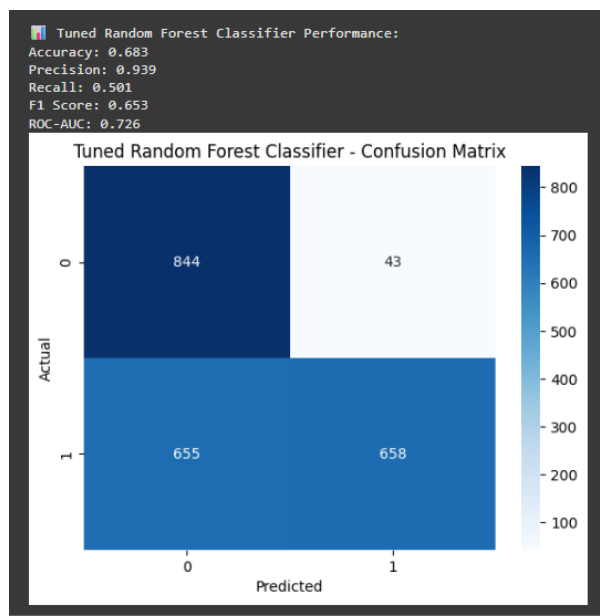 📊 Tuned Random Forest Classifier Performance:
Accuracy: 0.683
Precision: 0.939
Recall: 0.501
F1 Score: 0.653
ROC-AUC: 0.726
Tuned Random Forest Classifier - Confusion Matrix
Actual
0
844
43
1
655
658
0
1
Predicted
800
700
600
500
400
300
200
100